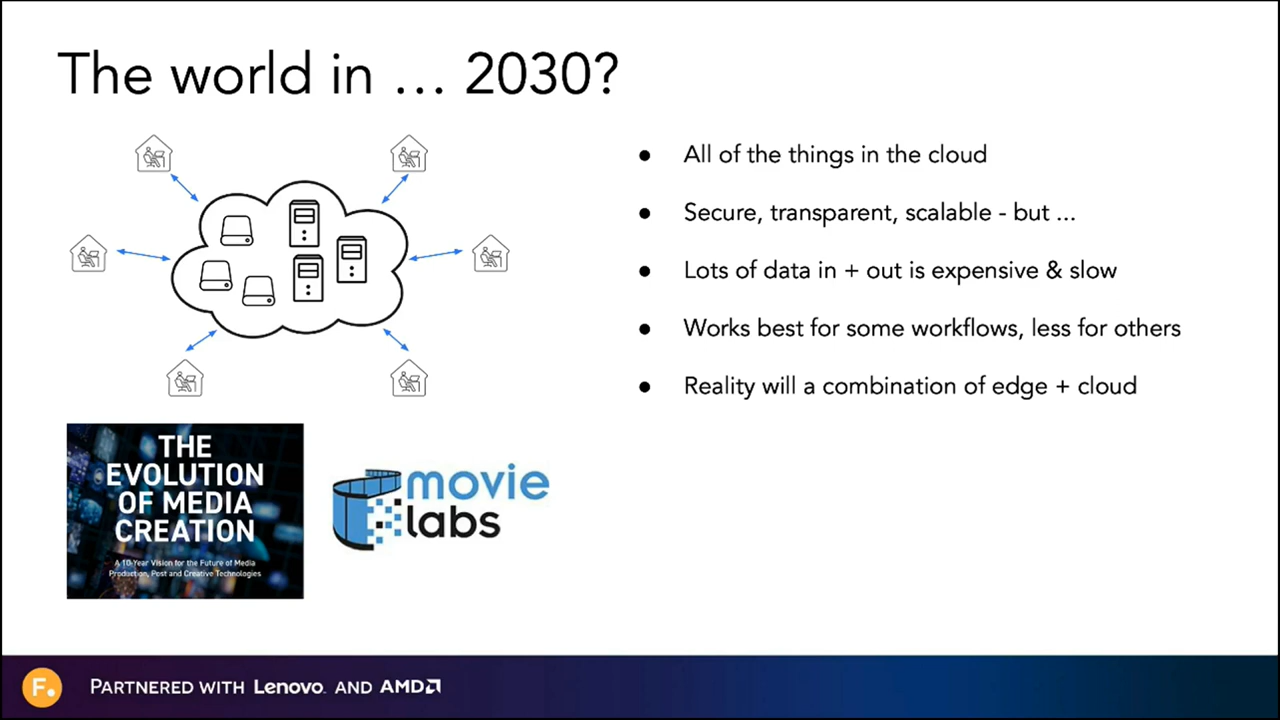 The world in ... 2030?
● All of the things in the cloud
● Secure, transparent, scalable - but ...
● Lots of data in + out is expensive & slow
● Works best for some workflows, less for others
● Reality will a combination of edge + cloud
THE
EVOLUTION
OF MEDIA
CREATION
A 10-Year Vision for the Future of Media
Production, Post and Creative Technologies
movie
labs
F.
PARTNERED WITH Lenovo. AND AMD